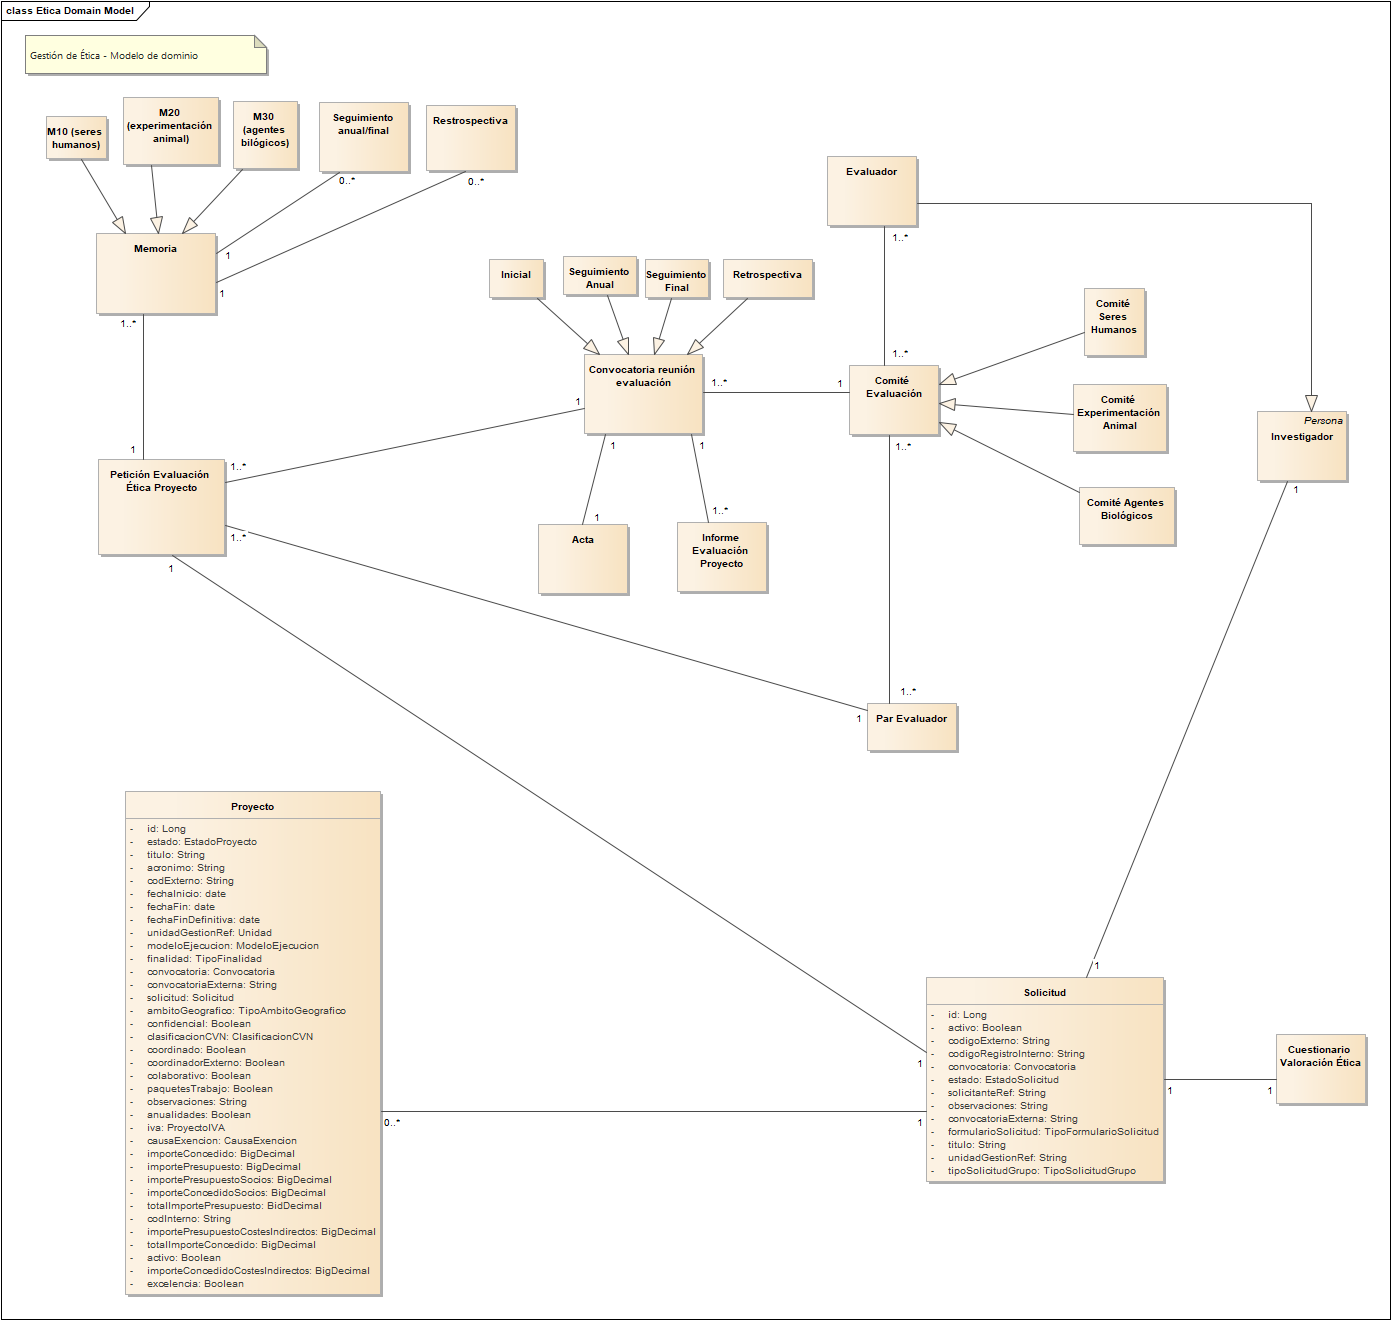 class Etica Domain Model
Gestión de Ética - Modelo de dominio
M10 (seres
humanos)
M20
(experimentación
animal)
M30
(agentes
bilógicos)
Seguimiento
anual/final
Restrospectiva
0..*
0..*
Memoria
1
1
1..*
Evaluador
1..*
Inicial
Seguimiento
Anual
Seguimiento
Final
Retrospectiva
Convocatoria reunión
evaluación
1..*
1
1
1
1
1..*
Comité
Evaluación
1..*
Comité
Seres
Humanos
Comité
Experimentación
Animal
Comité Agentes
Biológicos
Persona
Investigador
1
1
Petición Evaluación
Ética Proyecto
1..*
1..*
1
1
Acta
1..*
Informe
Evaluación
Proyecto
1..*
1
Par Evaluador
Proyecto
- id: Long
- estado: EstadoProyecto
- titulo: String
- acronimo: String
- codExterno: String
- fechaInicio: date
- fechaFin: date
- fechaFinDefinitiva: date
- unidadGestionRef: Unidad
- modeloEjecucion: ModeloEjecucion
- finalidad: TipoFinalidad
- convocatoria: Convocatoria
- convocatoriaExterna: String
- solicitud: Solicitud
- ambitoGeografico: TipoAmbitoGeografico
- confidencial: Boolean
- clasificacionCVN: ClasificacionCVN
- coordinado: Boolean
- coordinadorExterno: Boolean
- colaborativo: Boolean
- paquetesTrabajo: Boolean
- observaciones: String
- anualidades: Boolean
- iva: ProyectoIVA
- causaExencion: CausaExencion
- importeConcedido: BigDecimal
- importePresupuesto: BigDecimal
- importePresupuestoSocios: BigDecimal
- importeConcedidoSocios: BigDecimal
- totalImportePresupuesto: BidDecimal
- codInterno: String
- importePresupuestoCostesIndirectos: BigDecimal
- totalImporteConcedido: BigDecimal
- activo: Boolean
- importeConcedidoCostesIndirectos: BigDecimal
- excelencia: Boolean
0..*
1
1
1
Solicitud
- id: Long
- activo: Boolean
- codigoExterno: String
- codigoRegistroInterno: String
- convocatoria: Convocatoria
- estado: EstadoSolicitud
- solicitanteRef: String
- observaciones: String
- convocatoriaExterna: String
- formularioSolicitud: TipoFormularioSolicitud
- titulo: String
- unidadGestionRef: String
- tipoSolicitudGrupo: TipoSolicitudGrupo
1
1
Cuestionario
Valoración Ética